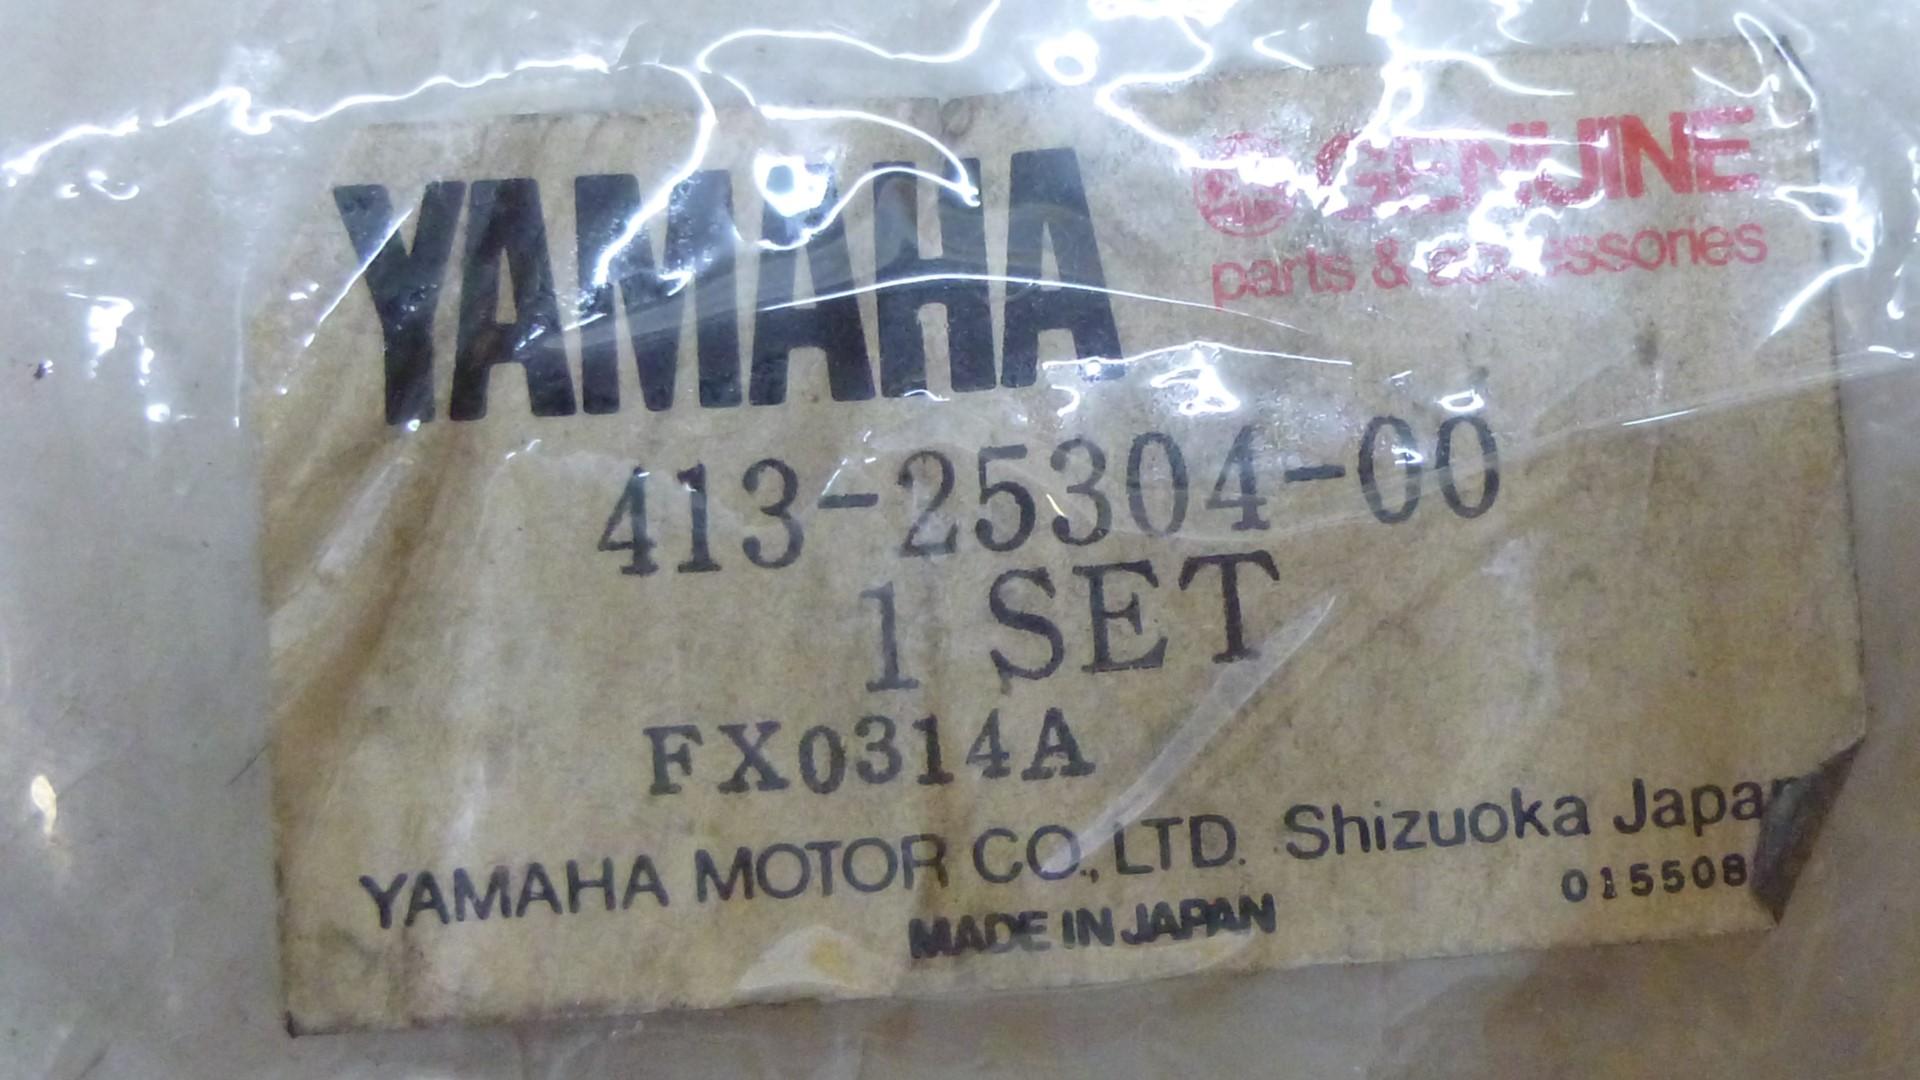 YAMAHA
GENUINE
parts & accessories
413-25304-00
1 SET
FX0314A
YAMAHA MOTOR CO.,LTD. Shizuoka Japan
015508
MADE IN JAPAN